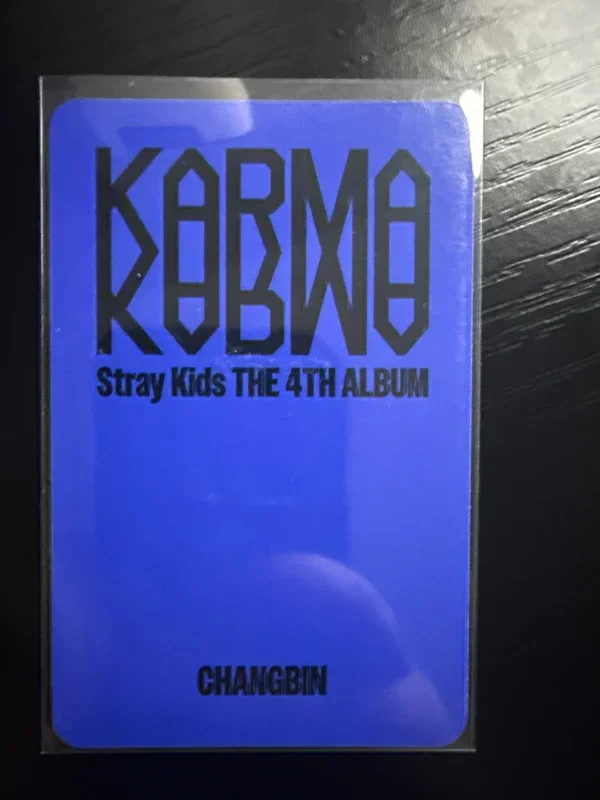 KARMA
Stray Kids THE 4TH ALBUM
CHANGBIN